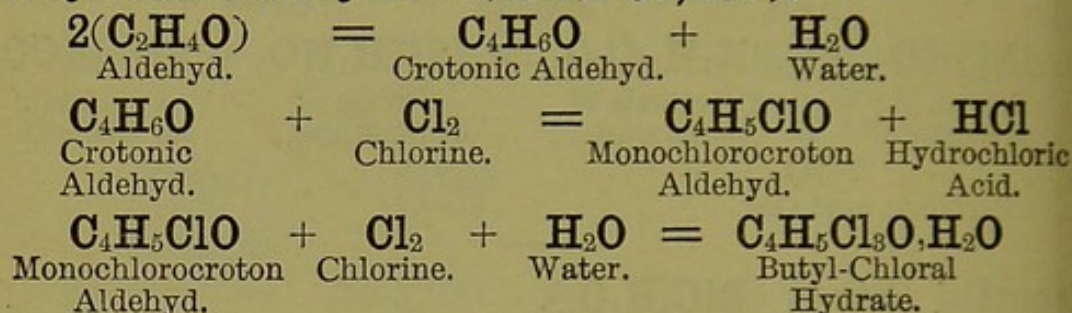 2(C₂H₄O) = C₄H₆O + H₂O
Aldehyd. Crotonic Aldehyd. Water.
C₄H₆O + Cl₂ = C₄H₅ClO + HCl
Crotonic Chlorine. Monochlorocroton Hydrochloric
Aldehyd. Aldehyd. Acid.
C₄H₅ClO + Cl₂ + H₂O = C₄H₅Cl₃O,H₂O
Monochlorocroton Chlorine. Water. Butyl-Chloral
Aldehyd. Hydrate.